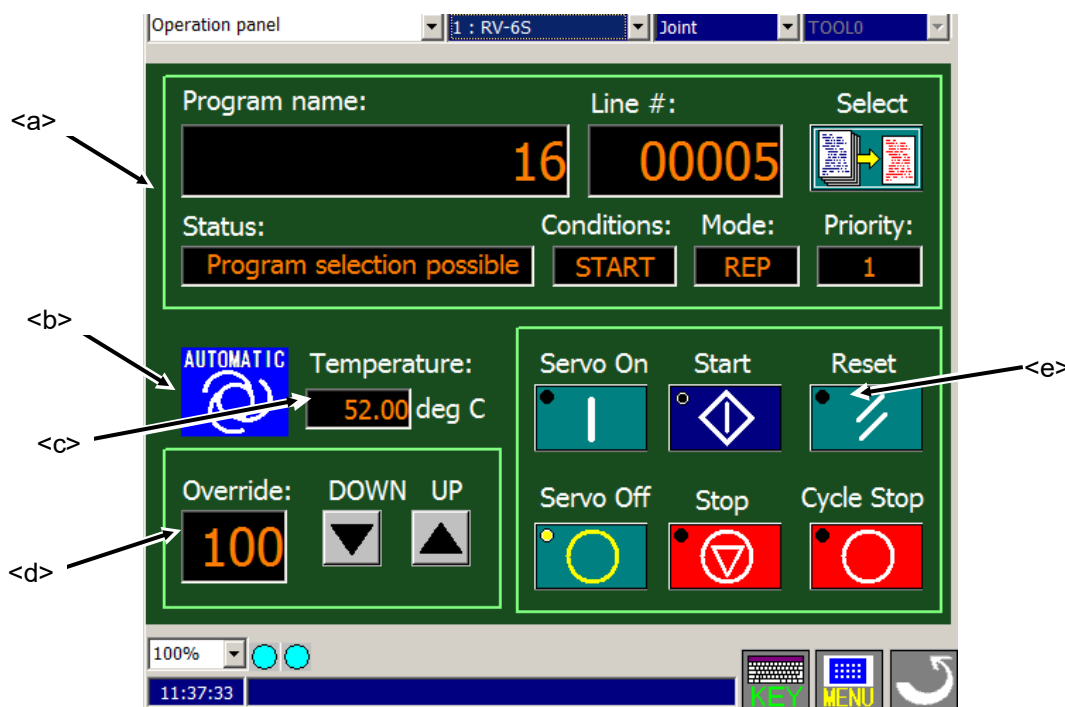 Operation panel 1 : RV-6S Joint TOOL0
Program name: Line #: Select
<a>
16 00005
Status: Conditions: Mode: Priority:
Program selection possible START REP 1
<b>
AUTOMATIC Temperature: Servo On Start Reset
<e>
52.00 deg C
<c>
Override: DOWN UP Servo Off Stop Cycle Stop
100
<d>
100%
11:37:33 KEY MENU